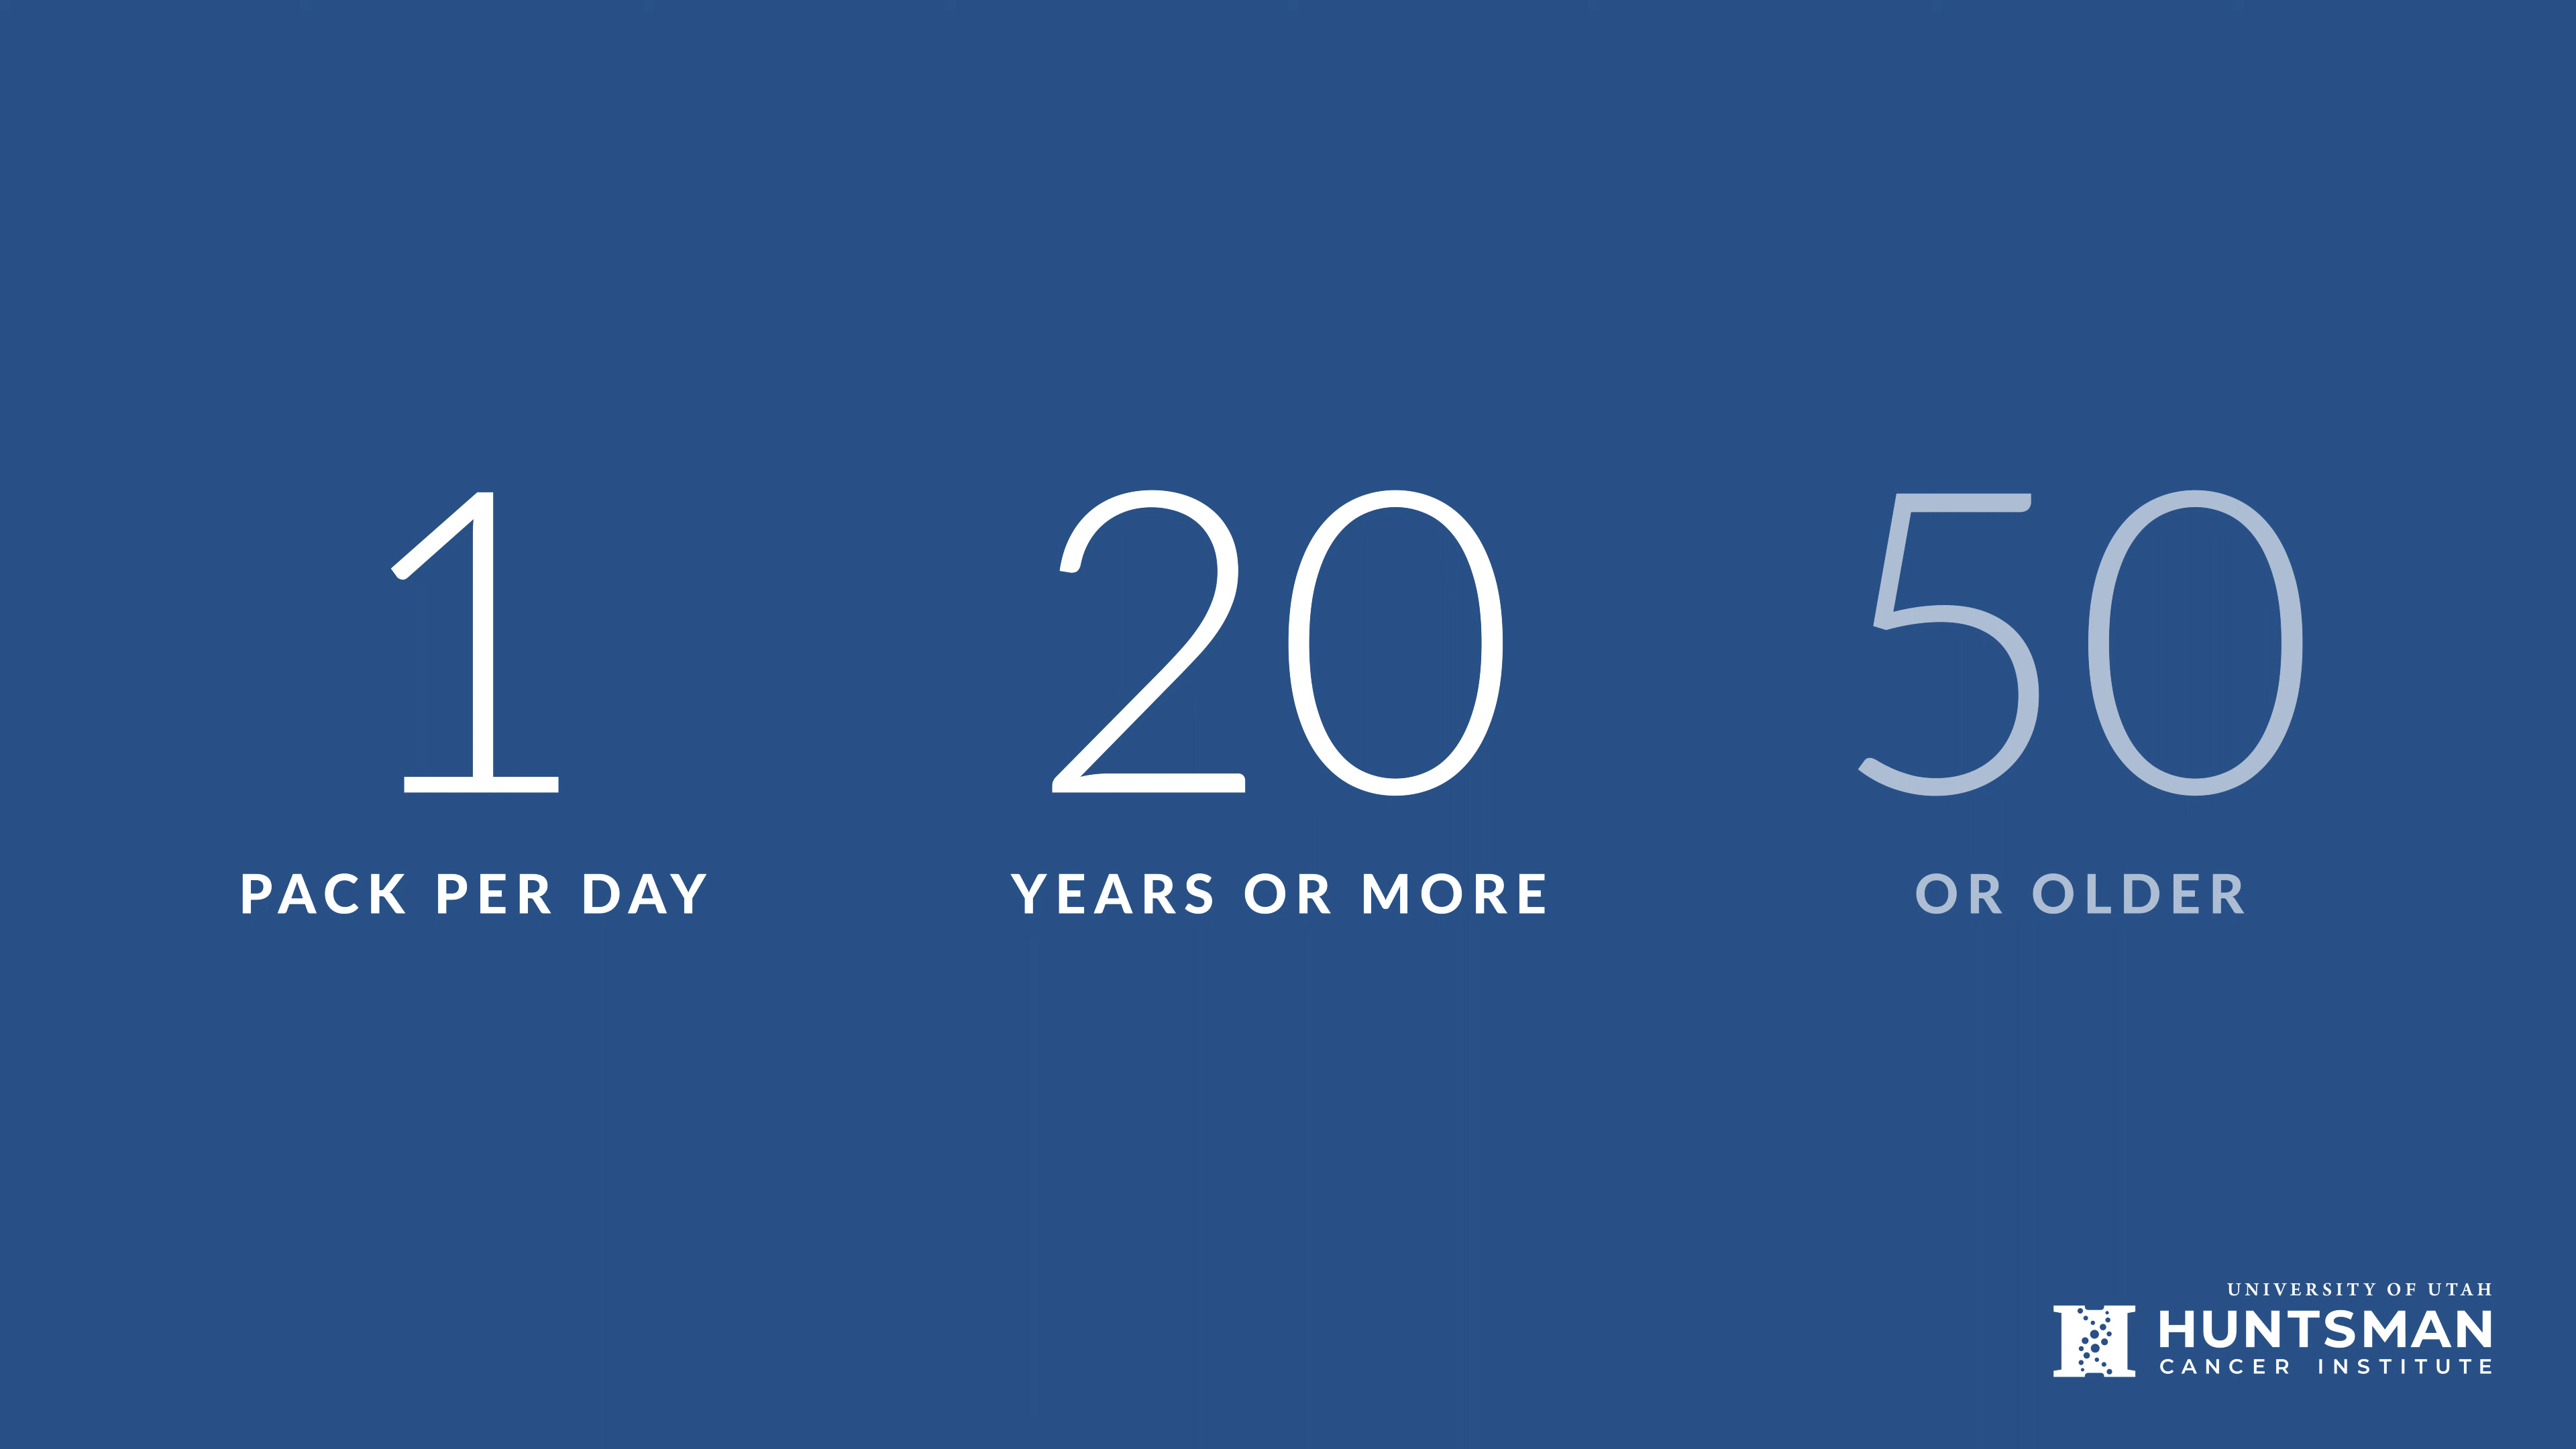 1
PACK PER DAY
20
YEARS OR MORE
50
OR OLDER
UNIVERSITY OF UTAH
HUNTSMAN
CANCER INSTITUTE